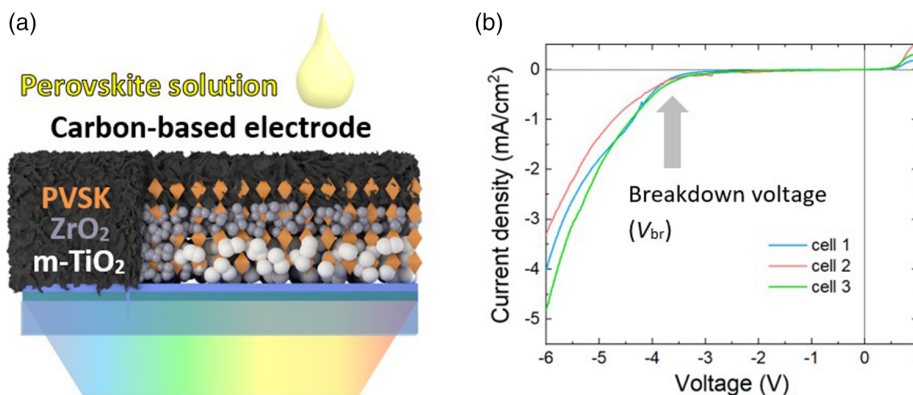 (a)
Perovskite solution
Carbon-based electrode
PVSK
ZrO₂
m-TiO₂
(b)
Current density (mA/cm²)
0
-1
-2
-3
-4
-5
Breakdown voltage
(V_br)
cell 1
cell 2
cell 3
-6 -5 -4 -3 -2 -1 0
Voltage (V)